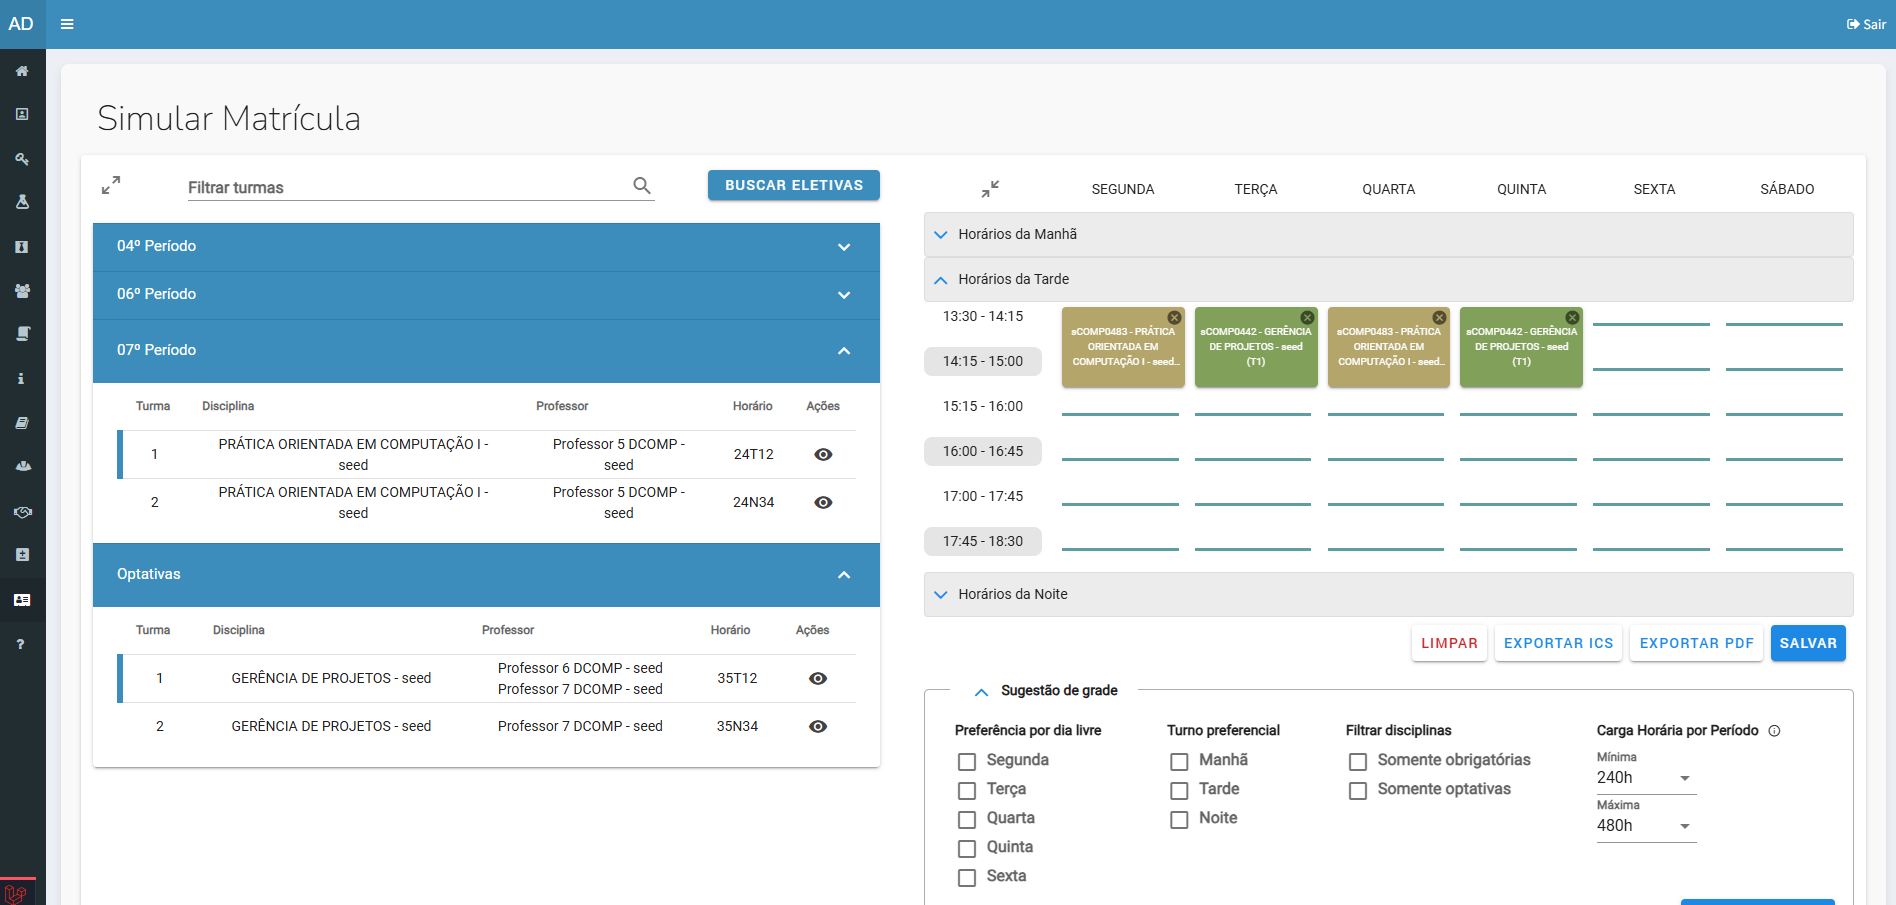 AD
Sair
Simular Matrícula
Filtrar turmas
BUSCAR ELETIVAS
04º Período
06º Período
07º Período
Turma Disciplina Professor Horário Ações
1 PRÁTICA ORIENTADA EM COMPUTAÇÃO I - seed Professor 5 DCOMP - seed 24T12
2 PRÁTICA ORIENTADA EM COMPUTAÇÃO I - seed Professor 5 DCOMP - seed 24N34
Optativas
Turma Disciplina Professor Horário Ações
1 GERÊNCIA DE PROJETOS - seed Professor 6 DCOMP - seed Professor 7 DCOMP - seed 35T12
2 GERÊNCIA DE PROJETOS - seed Professor 7 DCOMP - seed 35N34
SEGUNDA TERÇA QUARTA QUINTA SEXTA SÁBADO
Horários da Manhã
Horários da Tarde
13:30 - 14:15
14:15 - 15:00
15:15 - 16:00
16:00 - 16:45
17:00 - 17:45
17:45 - 18:30
sCOMP0483 - PRÁTICA
ORIENTADA EM
COMPUTAÇÃO I - seed...
sCOMP0442 - GERÊNCIA
DE PROJETOS - seed
(T1)
sCOMP0483 - PRÁTICA
ORIENTADA EM
COMPUTAÇÃO I - seed...
sCOMP0442 - GERÊNCIA
DE PROJETOS - seed
(T1)
Horários da Noite
LIMPAR EXPORTAR ICS EXPORTAR PDF SALVAR
Sugestão de grade
Preferência por dia livre
Segunda
Terça
Quarta
Quinta
Sexta
Turno preferencial
Manhã
Tarde
Noite
Filtrar disciplinas
Somente obrigatórias
Somente optativas
Carga Horária por Período
Mínima
240h
Máxima
480h